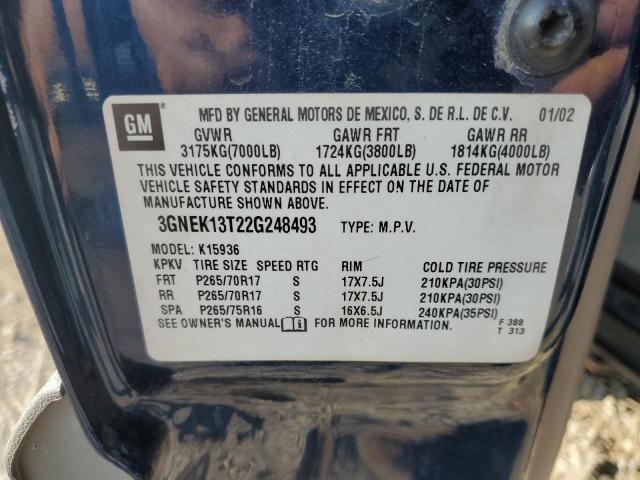 GM ® MFD BY GENERAL MOTORS DE MEXICO, S. DE R.L. DE C.V. 01/02
GVWR GAWR FRT GAWR RR
3175KG(7000LB) 1724KG(3800LB) 1814KG(4000LB)
THIS VEHICLE CONFORMS TO ALL APPLICABLE U.S. FEDERAL MOTOR
VEHICLE SAFETY STANDARDS IN EFFECT ON THE DATE OF
MANUFACTURE SHOWN ABOVE.
3GNEK13T22G248493 TYPE: M.P.V.
MODEL: K15936
KPKV TIRE SIZE SPEED RTG RIM COLD TIRE PRESSURE
FRT P265/70R17 S 17X7.5J 210KPA(30PSI)
RR P265/70R17 S 17X7.5J 210KPA(30PSI)
SPA P265/75R16 S 16X6.5J 240KPA(35PSI)
SEE OWNER'S MANUAL FOR MORE INFORMATION. F 388
T 313